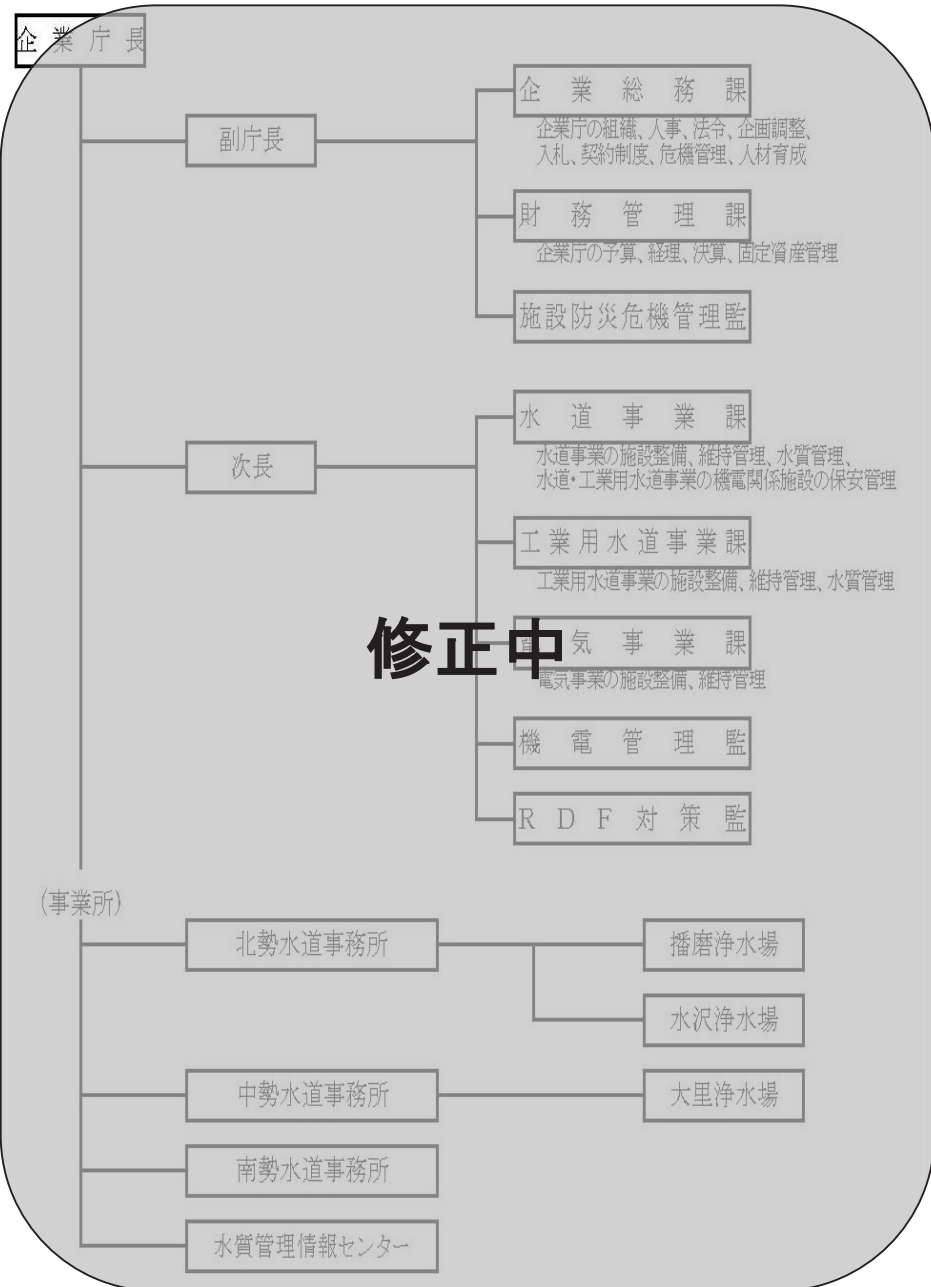 企業庁長
副庁長
企業総務課
企業庁の組織、人事、法令、企画調整、
入札、契約制度、危機管理、人材育成
財務管理課
企業庁の予算、経理、決算、固定資産管理
施設防災危機管理監
次長
水道事業課
水道事業の施設整備、維持管理、水質管理、
水道・工業用水道事業の機電関係施設の保安管理
工業用水道事業課
工業用水道事業の施設整備、維持管理、水質管理
修正中
電気事業課
電気事業の施設整備、維持管理
機電管理監
RDF対策監
(事業所)
北勢水道事務所
播磨浄水場
水沢浄水場
中勢水道事務所
大里浄水場
南勢水道事務所
水質管理情報センター